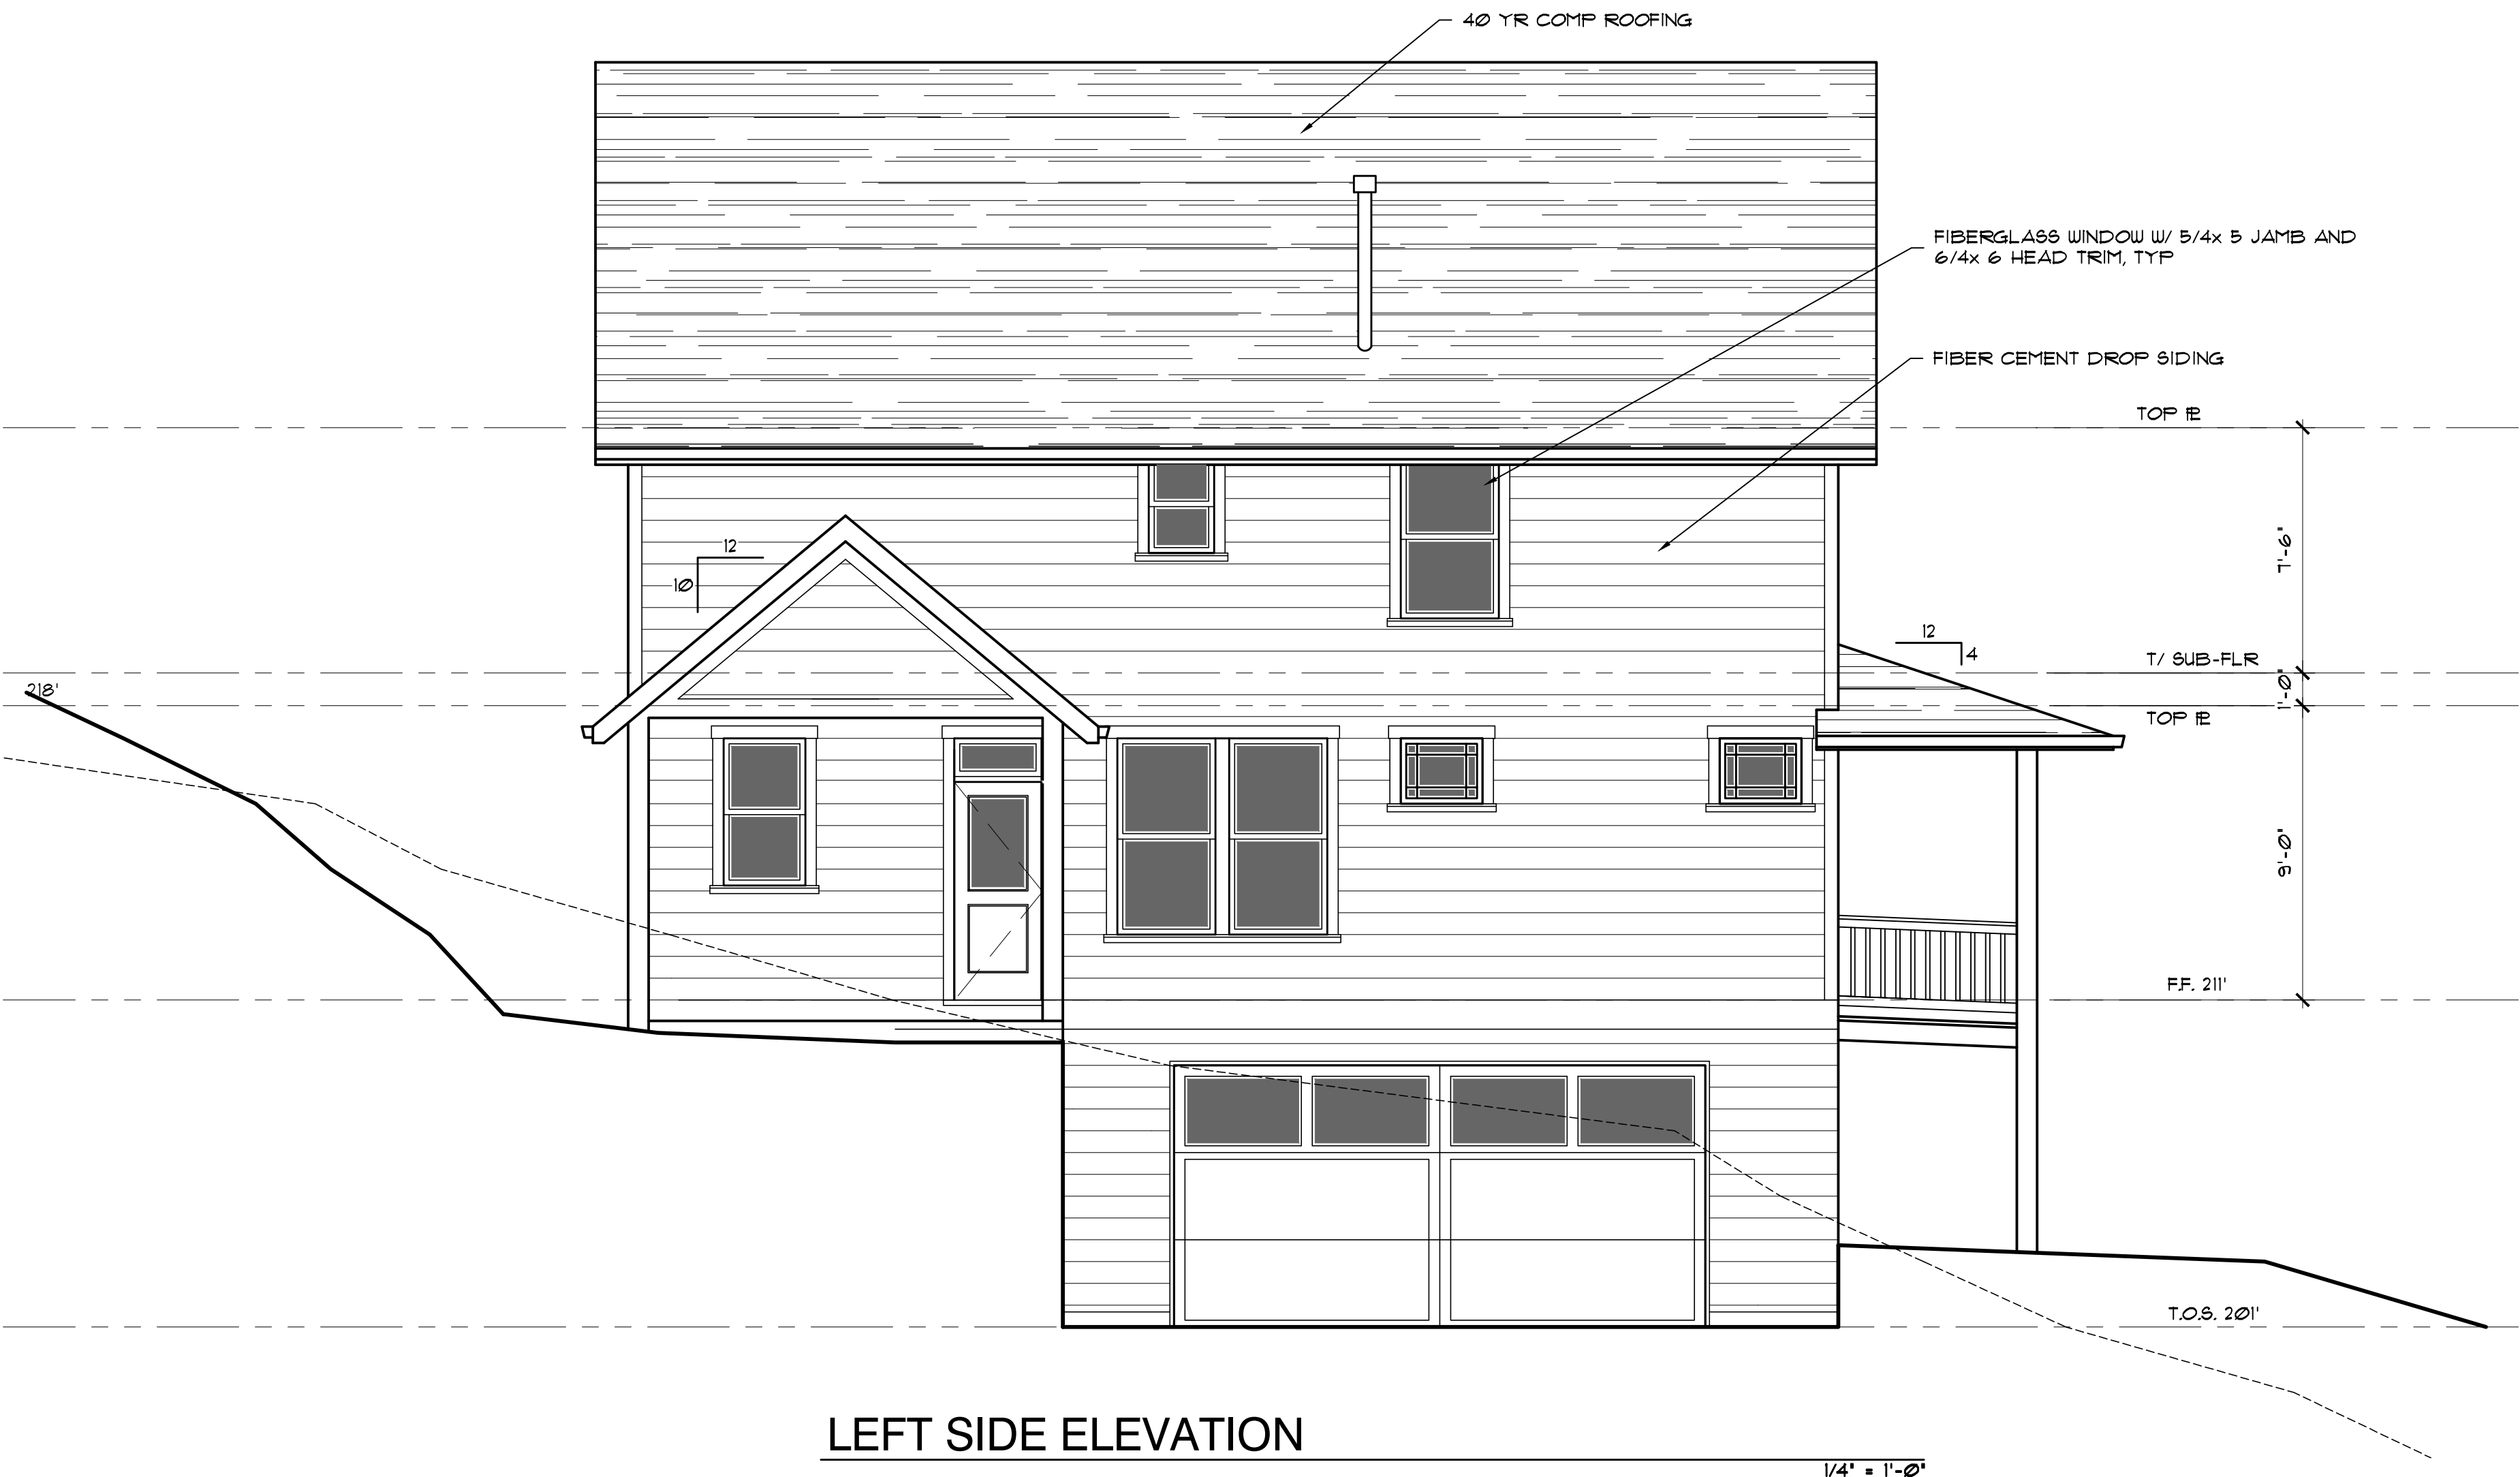 40 YR COMP ROOFING
FIBERGLASS WINDOW W/ 5/4x 5 JAMB AND
6/4x 6 HEAD TRIM, TYP
FIBER CEMENT DROP SIDING
TOP PL
7'-6"
12
10
12
4
T/ SUB-FLR
218'
1'-0"
TOP PL
9'-0"
F.F. 211'
T.O.S. 201'
LEFT SIDE ELEVATION
1/4" = 1'-0"